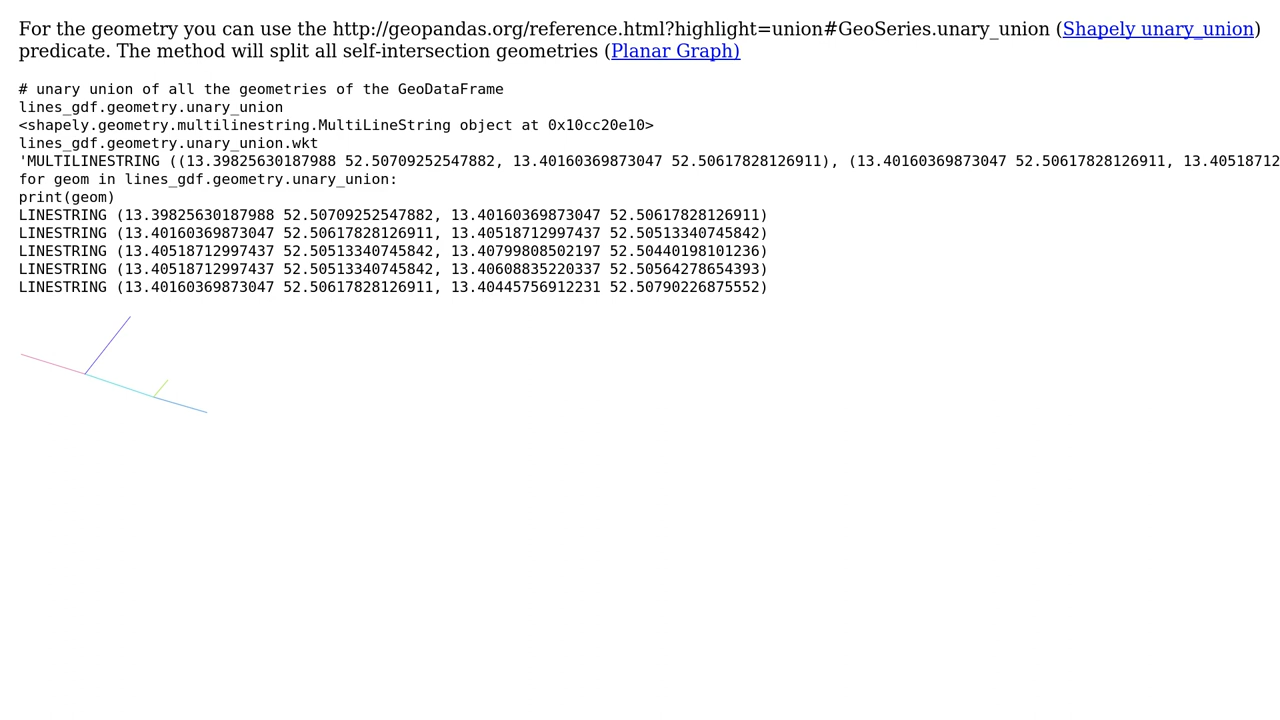 For the geometry you can use the http://geopandas.org/reference.html?highlight=union#GeoSeries.unary_union (Shapely unary_union)
predicate. The method will split all self-intersection geometries (Planar Graph)
# unary union of all the geometries of the GeoDataFrame
lines_gdf.geometry.unary_union
<shapely.geometry.multilinestring.MultiLineString object at 0x10cc20e10>
lines_gdf.geometry.unary_union.wkt
'MULTILINESTRING ((13.39825630187988 52.50709252547882, 13.40160369873047 52.50617828126911), (13.40160369873047 52.50617828126911, 13.40518712
for geom in lines_gdf.geometry.unary_union:
print(geom)
LINESTRING (13.39825630187988 52.50709252547882, 13.40160369873047 52.50617828126911)
LINESTRING (13.40160369873047 52.50617828126911, 13.40518712997437 52.50513340745842)
LINESTRING (13.40518712997437 52.50513340745842, 13.40799808502197 52.50440198101236)
LINESTRING (13.40518712997437 52.50513340745842, 13.40608835220337 52.50564278654393)
LINESTRING (13.40160369873047 52.50617828126911, 13.40445756912231 52.50790226875552)